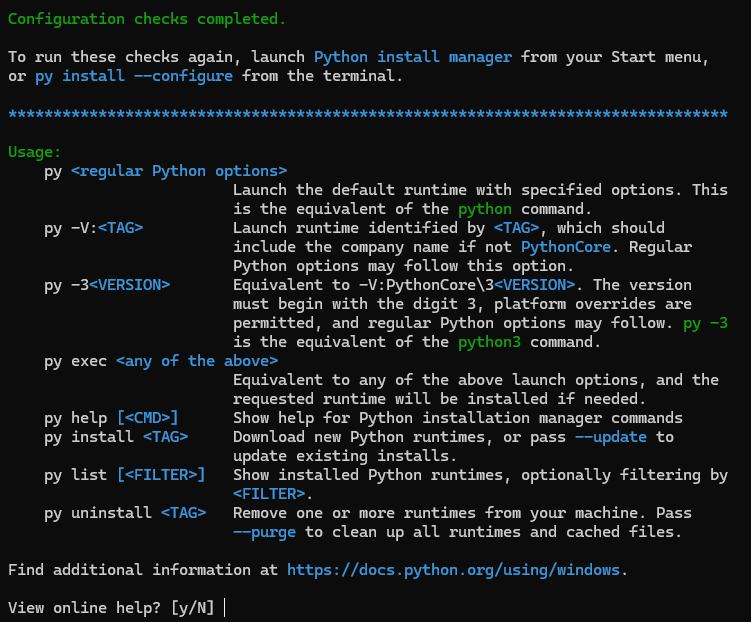 Configuration checks completed.
To run these checks again, launch Python install manager from your Start menu,
or py install --configure from the terminal.
********************************************************************************
Usage:
py <regular Python options>
Launch the default runtime with specified options. This
is the equivalent of the python command.
py -V:<TAG> Launch runtime identified by <TAG>, which should
include the company name if not PythonCore. Regular
Python options may follow this option.
py -3<VERSION> Equivalent to -V:PythonCore\3<VERSION>. The version
must begin with the digit 3, platform overrides are
permitted, and regular Python options may follow. py -3
is the equivalent of the python3 command.
py exec <any of the above>
Equivalent to any of the above launch options, and the
requested runtime will be installed if needed.
py help [<CMD>] Show help for Python installation manager commands
py install <TAG> Download new Python runtimes, or pass --update to
update existing installs.
py list [<FILTER>] Show installed Python runtimes, optionally filtering by
<FILTER>.
py uninstall <TAG> Remove one or more runtimes from your machine. Pass
--purge to clean up all runtimes and cached files.
Find additional information at https://docs.python.org/using/windows.
View online help? [y/N]